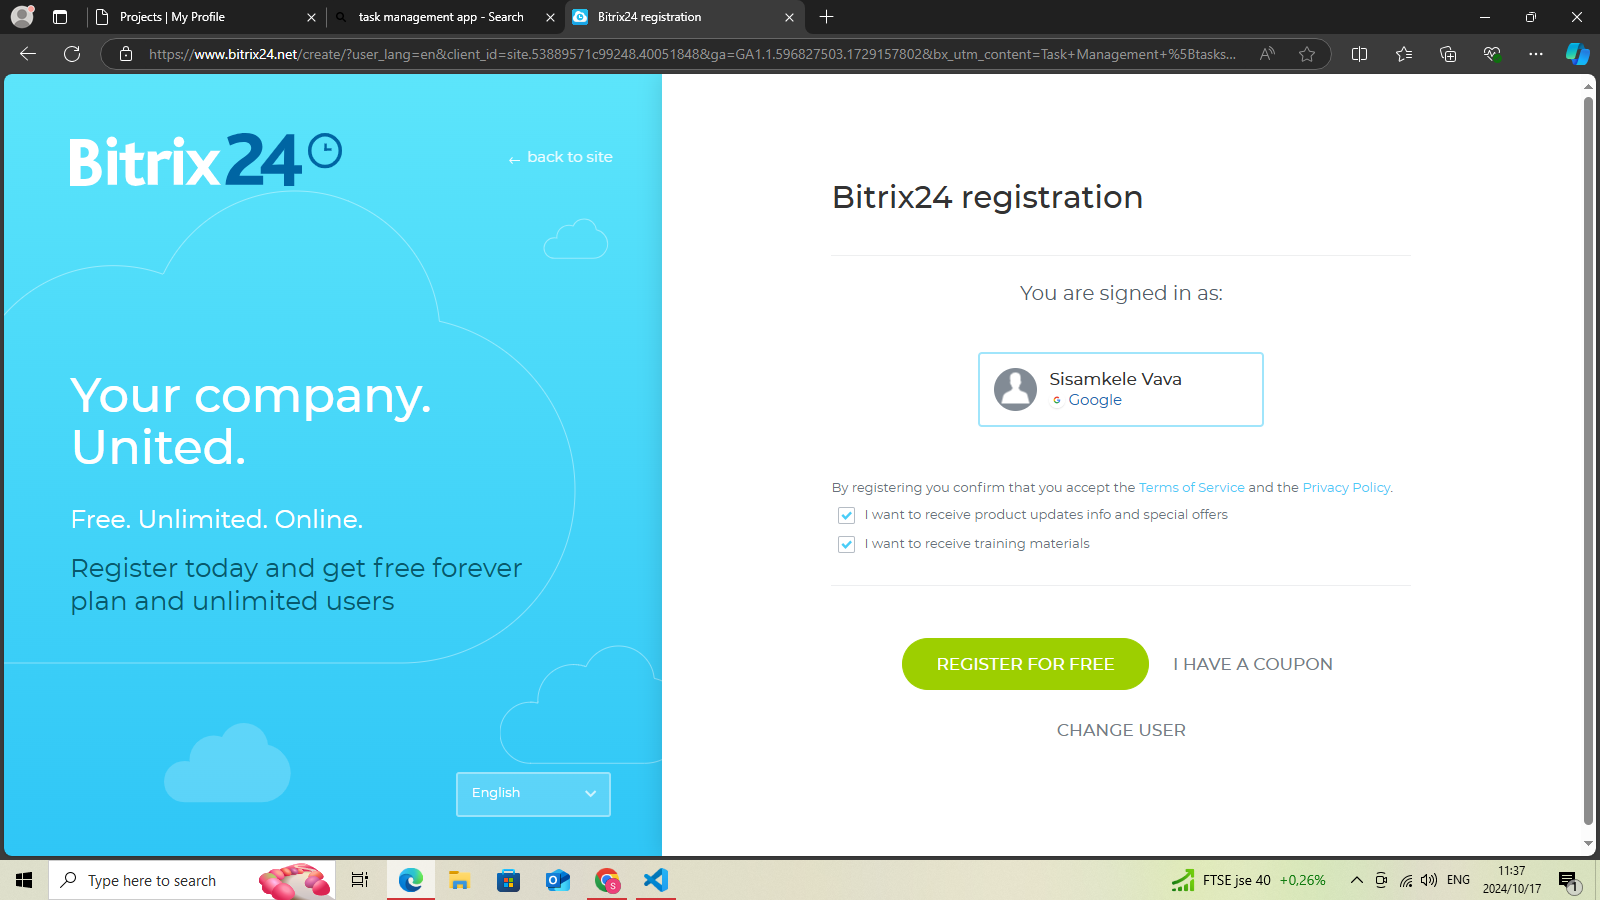 Projects | My Profile
task management app - Search
Bitrix24 registration
https://www.bitrix24.net/create/?user_lang=en&client_id=site.53889571c99248.40051848&ga=GA1.1.596827503.1729157802&bx_utm_content=Task+Management+%5Btasks...
Bitrix24
← back to site
Your company.
United.
Free. Unlimited. Online.
Register today and get free forever
plan and unlimited users
English
Bitrix24 registration
You are signed in as:
Sisamkele Vava
G Google
By registering you confirm that you accept the Terms of Service and the Privacy Policy.
I want to receive product updates info and special offers
I want to receive training materials
REGISTER FOR FREE
I HAVE A COUPON
CHANGE USER
Type here to search
S
FTSE jse 40 +0,26%
ENG
11:37
2024/10/17
1